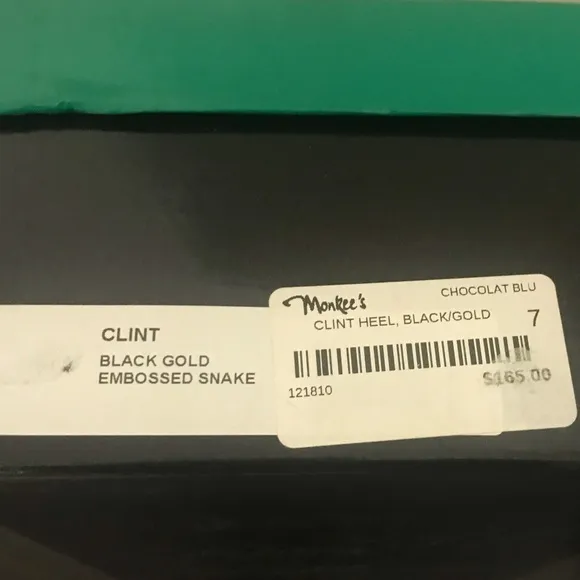 CLINT
BLACK GOLD
EMBOSSED SNAKE
Monkee's
CHOCOLAT BLU
CLINT HEEL, BLACK/GOLD 7
121810
$165.00